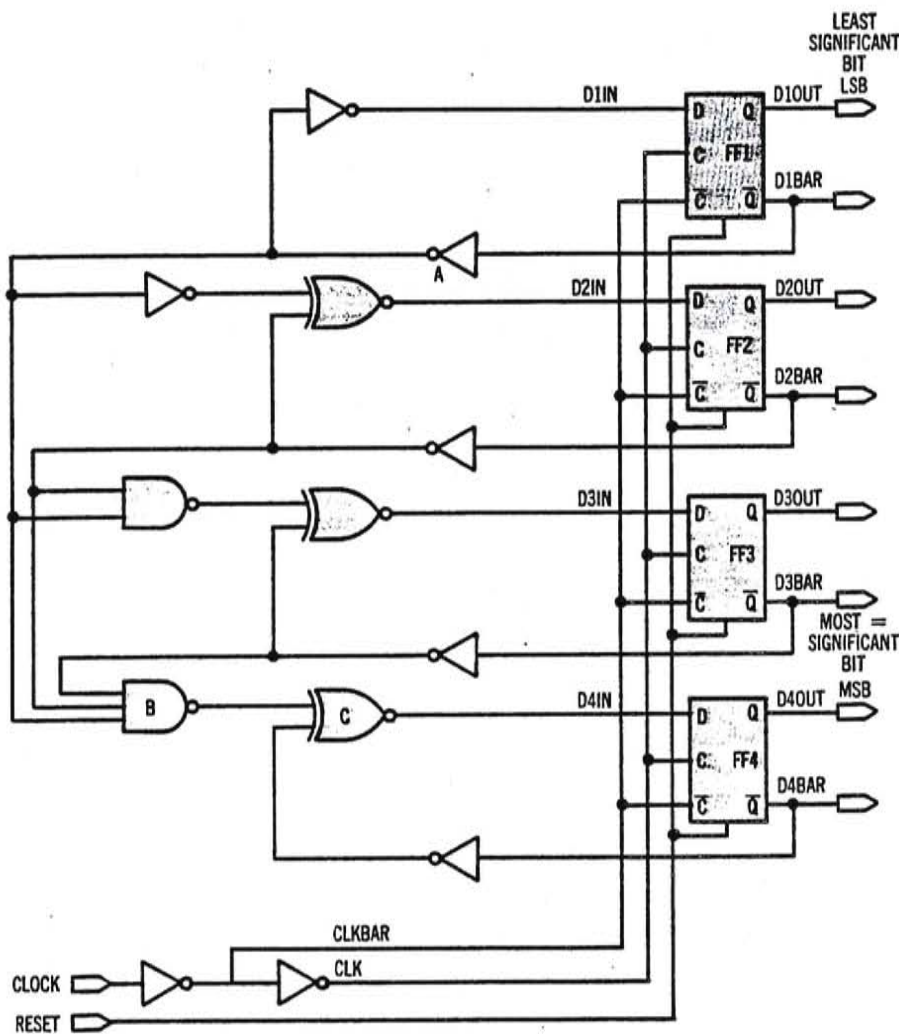 LEAST
SIGNIFICANT
BIT
LSB
D1IN
D1OUT
D Q
C FF1
C̅ Q̅
D1BAR
A
D2IN
D2OUT
D Q
C FF2
C̅ Q̅
D2BAR
D3IN
D3OUT
D Q
C FF3
C̅ Q̅
D3BAR
MOST =
SIGNIFICANT
BIT
MSB
B
C
D4IN
D4OUT
D Q
C FF4
C̅ Q̅
D4BAR
CLKBAR
CLOCK
CLK
RESET